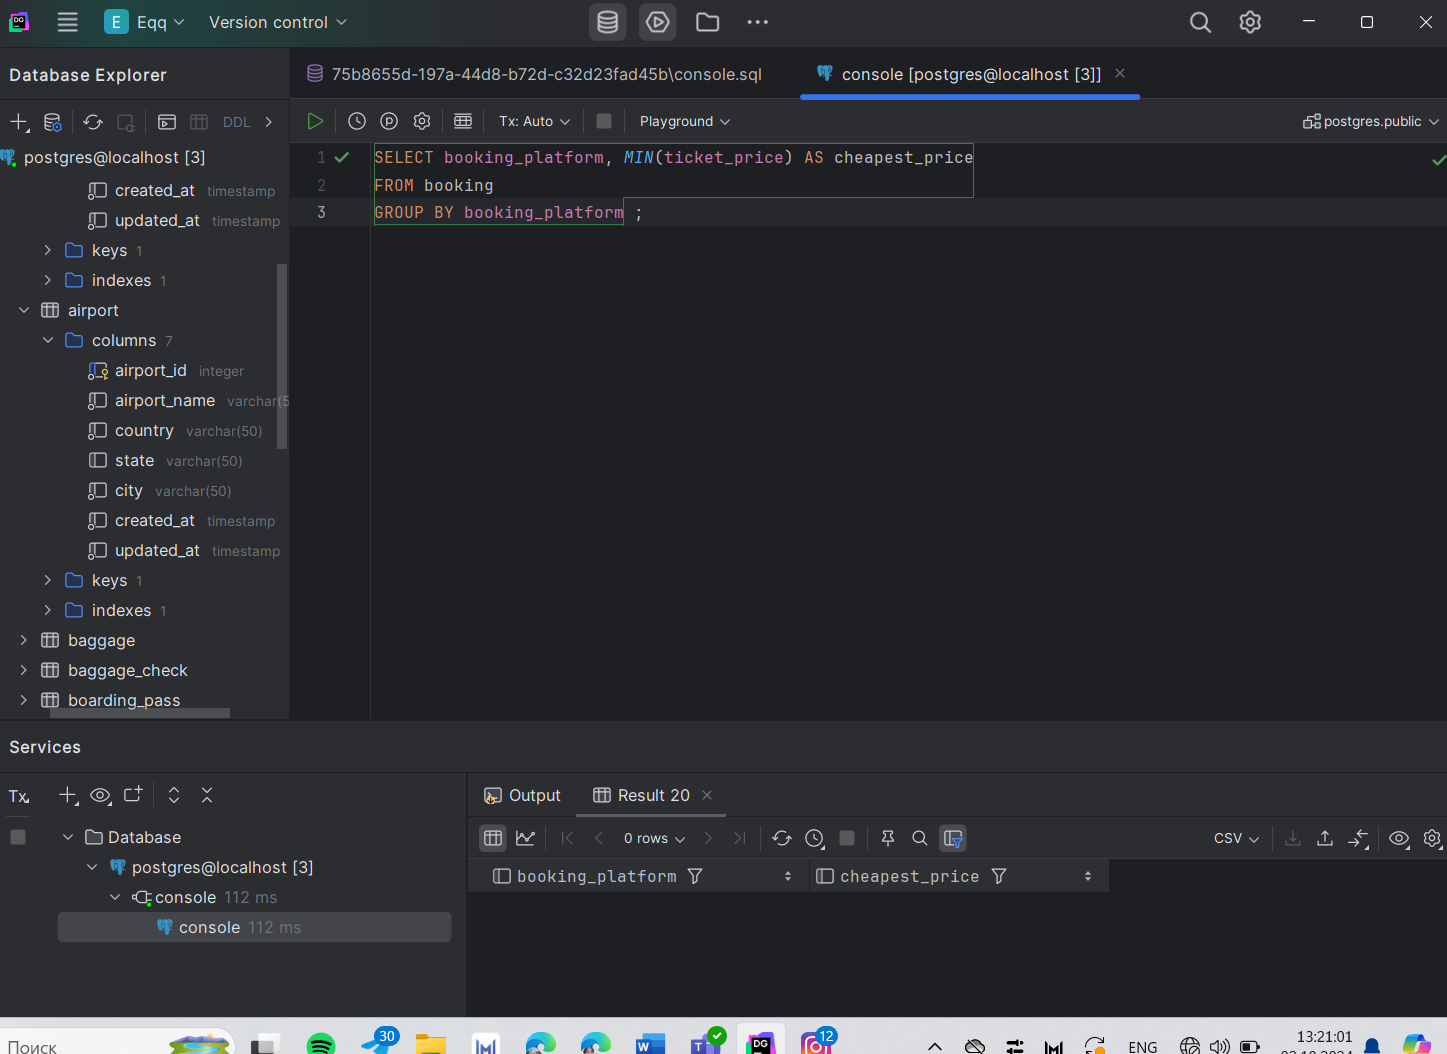 E Eqq Version control
Database Explorer
75b8655d-197a-44d8-b72d-c32d23fad45b\console.sql
console [postgres@localhost [3]]
DDL
Tx: Auto
Playground
postgres.public
postgres@localhost [3]
created_at timestamp
updated_at timestamp
keys 1
indexes 1
airport
columns 7
airport_id integer
airport_name varchar(5
country varchar(50)
state varchar(50)
city varchar(50)
created_at timestamp
updated_at timestamp
keys 1
indexes 1
baggage
baggage_check
boarding_pass
1 SELECT booking_platform, MIN(ticket_price) AS cheapest_price
2 FROM booking
3 GROUP BY booking_platform ;
Services
Tx
Database
postgres@localhost [3]
console 112 ms
console 112 ms
Output
Result 20
0 rows
CSV
booking_platform
cheapest_price
Поиск
30
12
ENG
13:21:01